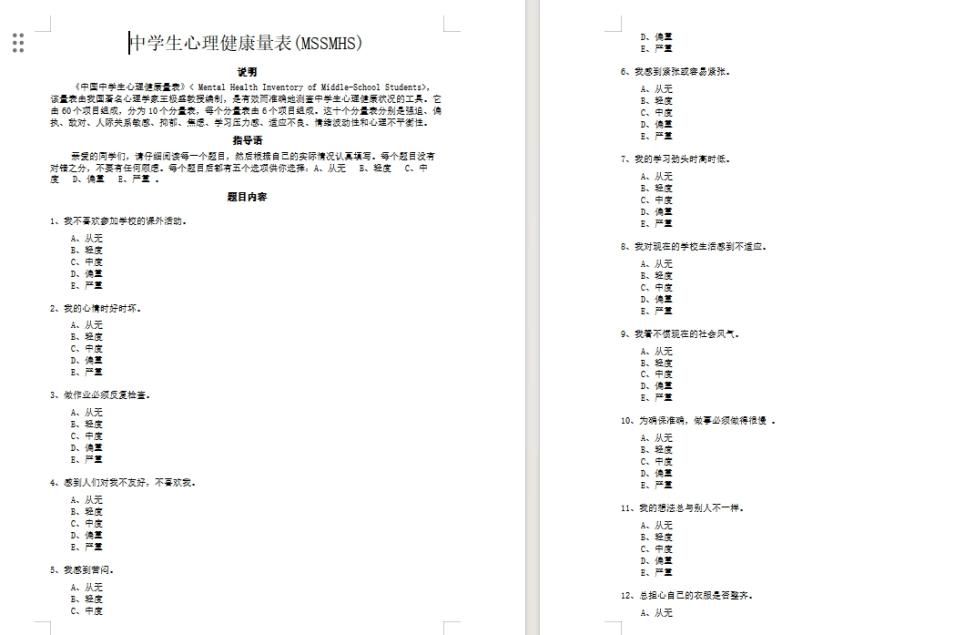 中学生心理健康量表(MSSMHS)
说明
《中国中学生心理健康量表》< Mental Health Inventory of Middle-School Students>，
该量表由我国著名心理学家王极盛教授编制，是有效而准确地测查中学生心理健康状况的工具。它
由60个项目组成，分为10个分量表，每个分量表由6个项目组成。这十个分量表分别是强迫、偏
执、敌对、人际关系敏感、抑郁、焦虑、学习压力感、适应不良、情绪波动性和心理不平衡性。
指导语
亲爱的同学们，请仔细阅读每一个题目，然后根据自己的实际情况认真填写。每个题目没有
对错之分，不要有任何顾虑。每个题目后都有五个选项供你选择：A、从无 B、轻度 C、中
度 D、偏重 E、严重 。
题目内容
1、我不喜欢参加学校的课外活动。
A、从无
B、轻度
C、中度
D、偏重
E、严重
2、我的心情时好时坏。
A、从无
B、轻度
C、中度
D、偏重
E、严重
3、做作业必须反复检查。
A、从无
B、轻度
C、中度
D、偏重
E、严重
4、感到人们对我不友好，不喜欢我。
A、从无
B、轻度
C、中度
D、偏重
E、严重
5、我感到苦闷。
A、从无
B、轻度
C、中度
D、偏重
E、严重
6、我感到紧张或容易紧张。
A、从无
B、轻度
C、中度
D、偏重
E、严重
7、我的学习劲头时高时低。
A、从无
B、轻度
C、中度
D、偏重
E、严重
8、我对现在的学校生活感到不适应。
A、从无
B、轻度
C、中度
D、偏重
E、严重
9、我看不惯现在的社会风气。
A、从无
B、轻度
C、中度
D、偏重
E、严重
10、为确保准确，做事必须做得很慢 。
A、从无
B、轻度
C、中度
D、偏重
E、严重
11、我的想法总与别人不一样。
A、从无
B、轻度
C、中度
D、偏重
E、严重
12、总担心自己的衣服是否整齐。
A、从无